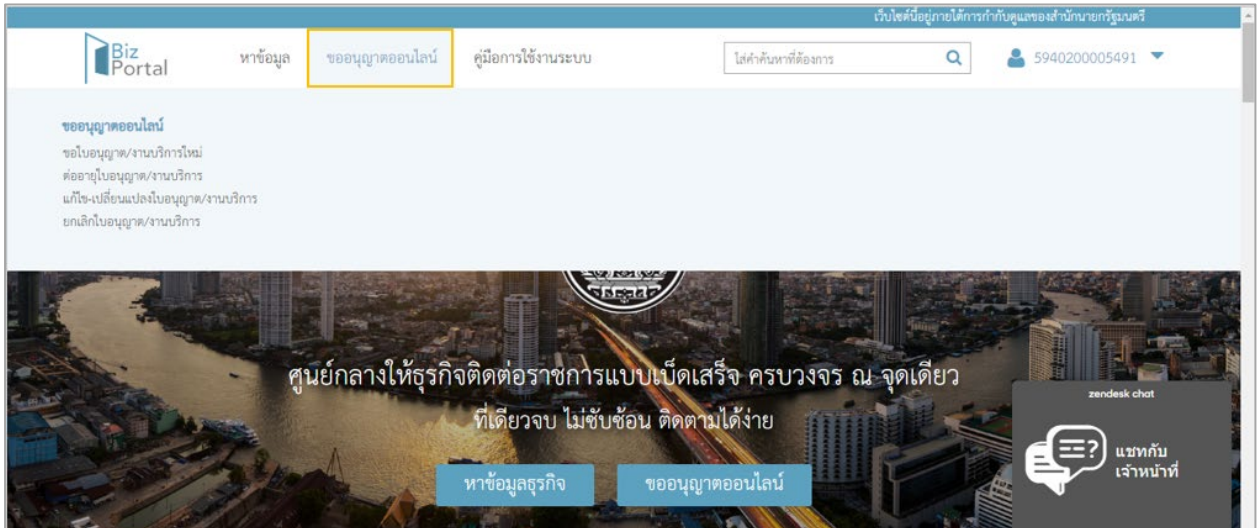 เว็บไซต์นี้อยู่ภายใต้การกำกับดูแลของสำนักนายกรัฐมนตรี
Biz
Portal
หาข้อมูล
ขออนุญาตออนไลน์
คู่มือการใช้งานระบบ
ใส่คำค้นหาที่ต้องการ
5940200005491
ขออนุญาตออนไลน์
ขอใบอนุญาต/งานบริการใหม่
ต่ออายุใบอนุญาต/งานบริการ
แก้ไข-เปลี่ยนแปลงใบอนุญาต/งานบริการ
ยกเลิกใบอนุญาต/งานบริการ
ศูนย์กลางให้ธุรกิจติดต่อราชการแบบเบ็ดเสร็จ ครบวงจร ณ จุดเดียว
ที่เดียวจบ ไม่ซับซ้อน ติดตามได้ง่าย
หาข้อมูลธุรกิจ
ขออนุญาตออนไลน์
zendesk chat
แชทกับ
เจ้าหน้าที่